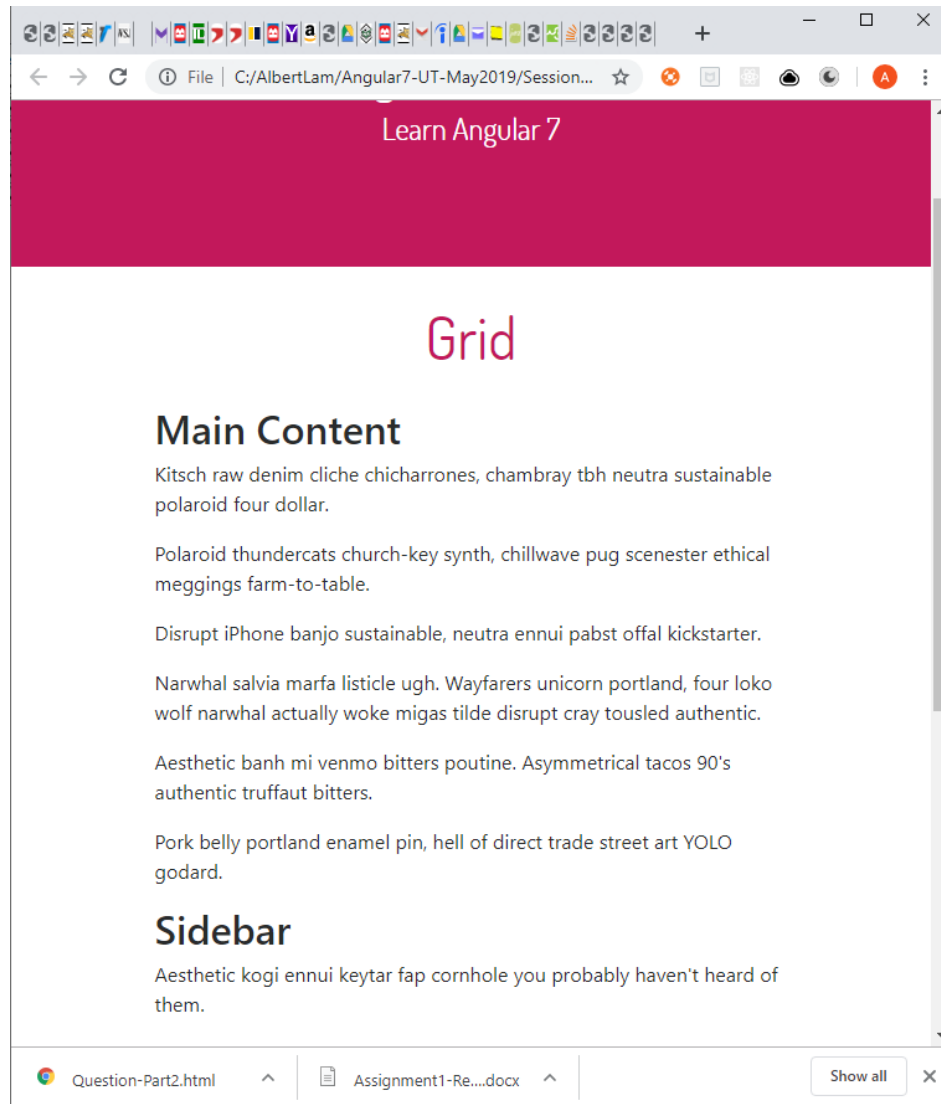 File | C:/AlbertLam/Angular7-UT-May2019/Session...
A
Learn Angular 7
Grid
Main Content
Kitsch raw denim cliche chicharrones, chambray tbh neutra sustainable
polaroid four dollar.
Polaroid thundercats church-key synth, chillwave pug scenester ethical
meggings farm-to-table.
Disrupt iPhone banjo sustainable, neutra ennui pabst offal kickstarter.
Narwhal salvia marfa listicle ugh. Wayfarers unicorn portland, four loko
wolf narwhal actually woke migas tilde disrupt cray tousled authentic.
Aesthetic banh mi venmo bitters poutine. Asymmetrical tacos 90's
authentic truffaut bitters.
Pork belly portland enamel pin, hell of direct trade street art YOLO
godard.
Sidebar
Aesthetic kogi ennui keytar fap cornhole you probably haven't heard of
them.
Question-Part2.html
Assignment1-Re....docx
Show all